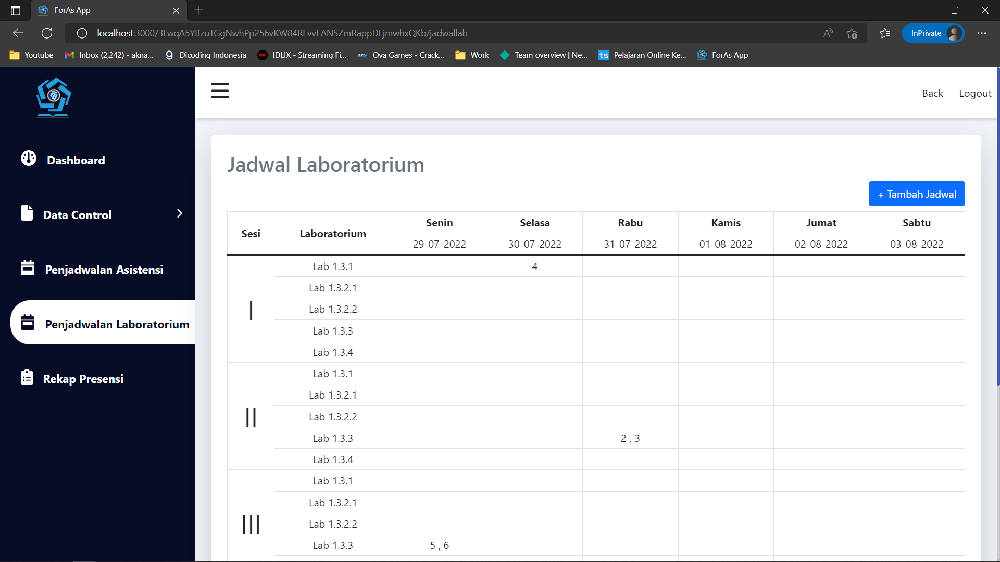 ForAs App
localhost:3000/3LwqA5YBzuTGgNwhPp256vKW84REvvLANSZmRappDLjmwhxQKb/jadwallab
InPrivate
Youtube Inbox (2,242) - akna... Dicoding Indonesia IDLIX - Streaming Fi... Ova Games - Crack... Work Team overview | Ne... Pelajaran Online Ke... ForAs App
Back Logout
Dashboard
Data Control
Penjadwalan Asistensi
Penjadwalan Laboratorium
Rekap Presensi
Jadwal Laboratorium
+ Tambah Jadwal
Sesi Laboratorium Senin Selasa Rabu Kamis Jumat Sabtu
29-07-2022 30-07-2022 31-07-2022 01-08-2022 02-08-2022 03-08-2022
I
Lab 1.3.1 4
Lab 1.3.2.1
Lab 1.3.2.2
Lab 1.3.3
Lab 1.3.4
II
Lab 1.3.1
Lab 1.3.2.1
Lab 1.3.2.2
Lab 1.3.3 2 , 3
Lab 1.3.4
III
Lab 1.3.1
Lab 1.3.2.1
Lab 1.3.2.2
Lab 1.3.3 5 , 6